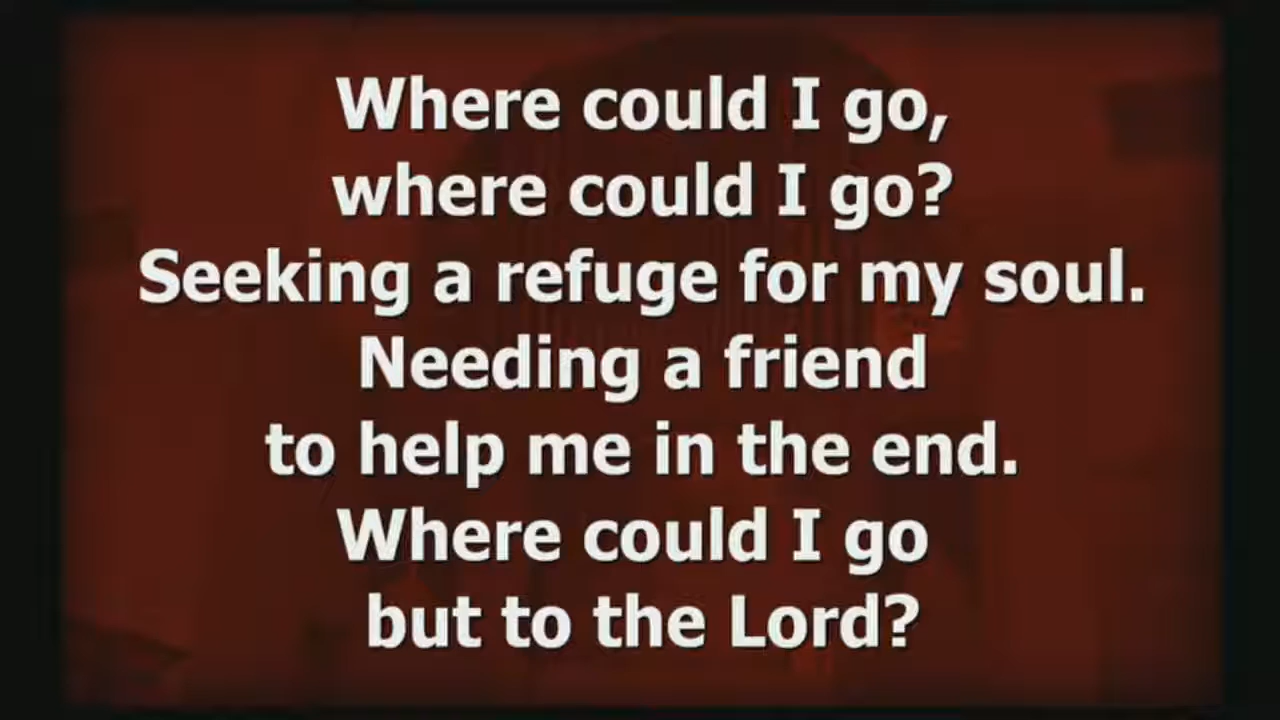 Where could I go,
where could I go?
Seeking a refuge for my soul.
Needing a friend
to help me in the end.
Where could I go
but to the Lord?